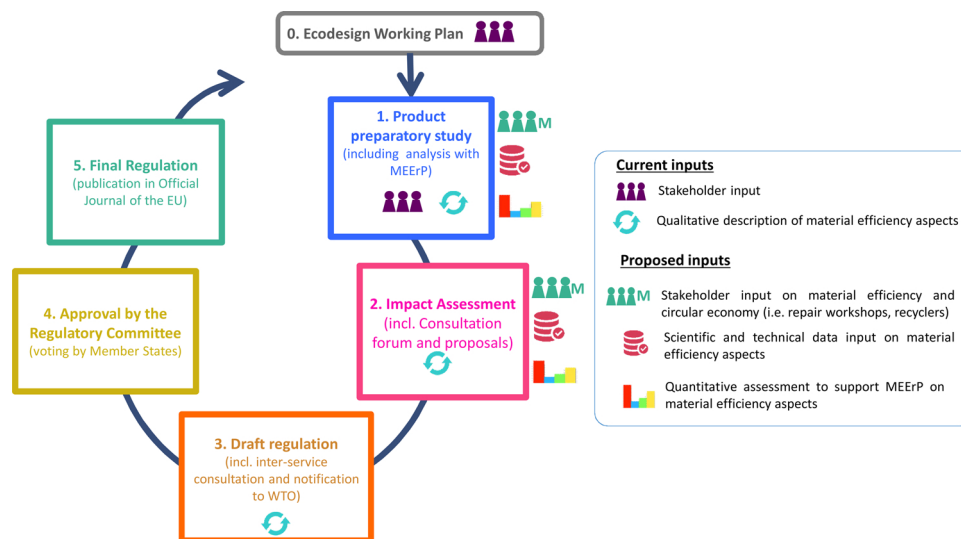 0. Ecodesign Working Plan
1. Product
preparatory study
(including analysis with
MEErP)
M
5. Final Regulation
(publication in Official
Journal of the EU)
2. Impact Assessment
(incl. Consultation
forum and proposals)
M
4. Approval by the
Regulatory Committee
(voting by Member States)
3. Draft regulation
(incl. inter-service
consultation and notification
to WTO)
Current inputs
Stakeholder input
Qualitative description of material efficiency aspects
Proposed inputs
M Stakeholder input on material efficiency and
circular economy (i.e. repair workshops, recyclers)
Scientific and technical data input on material
efficiency aspects
Quantitative assessment to support MEErP on
material efficiency aspects